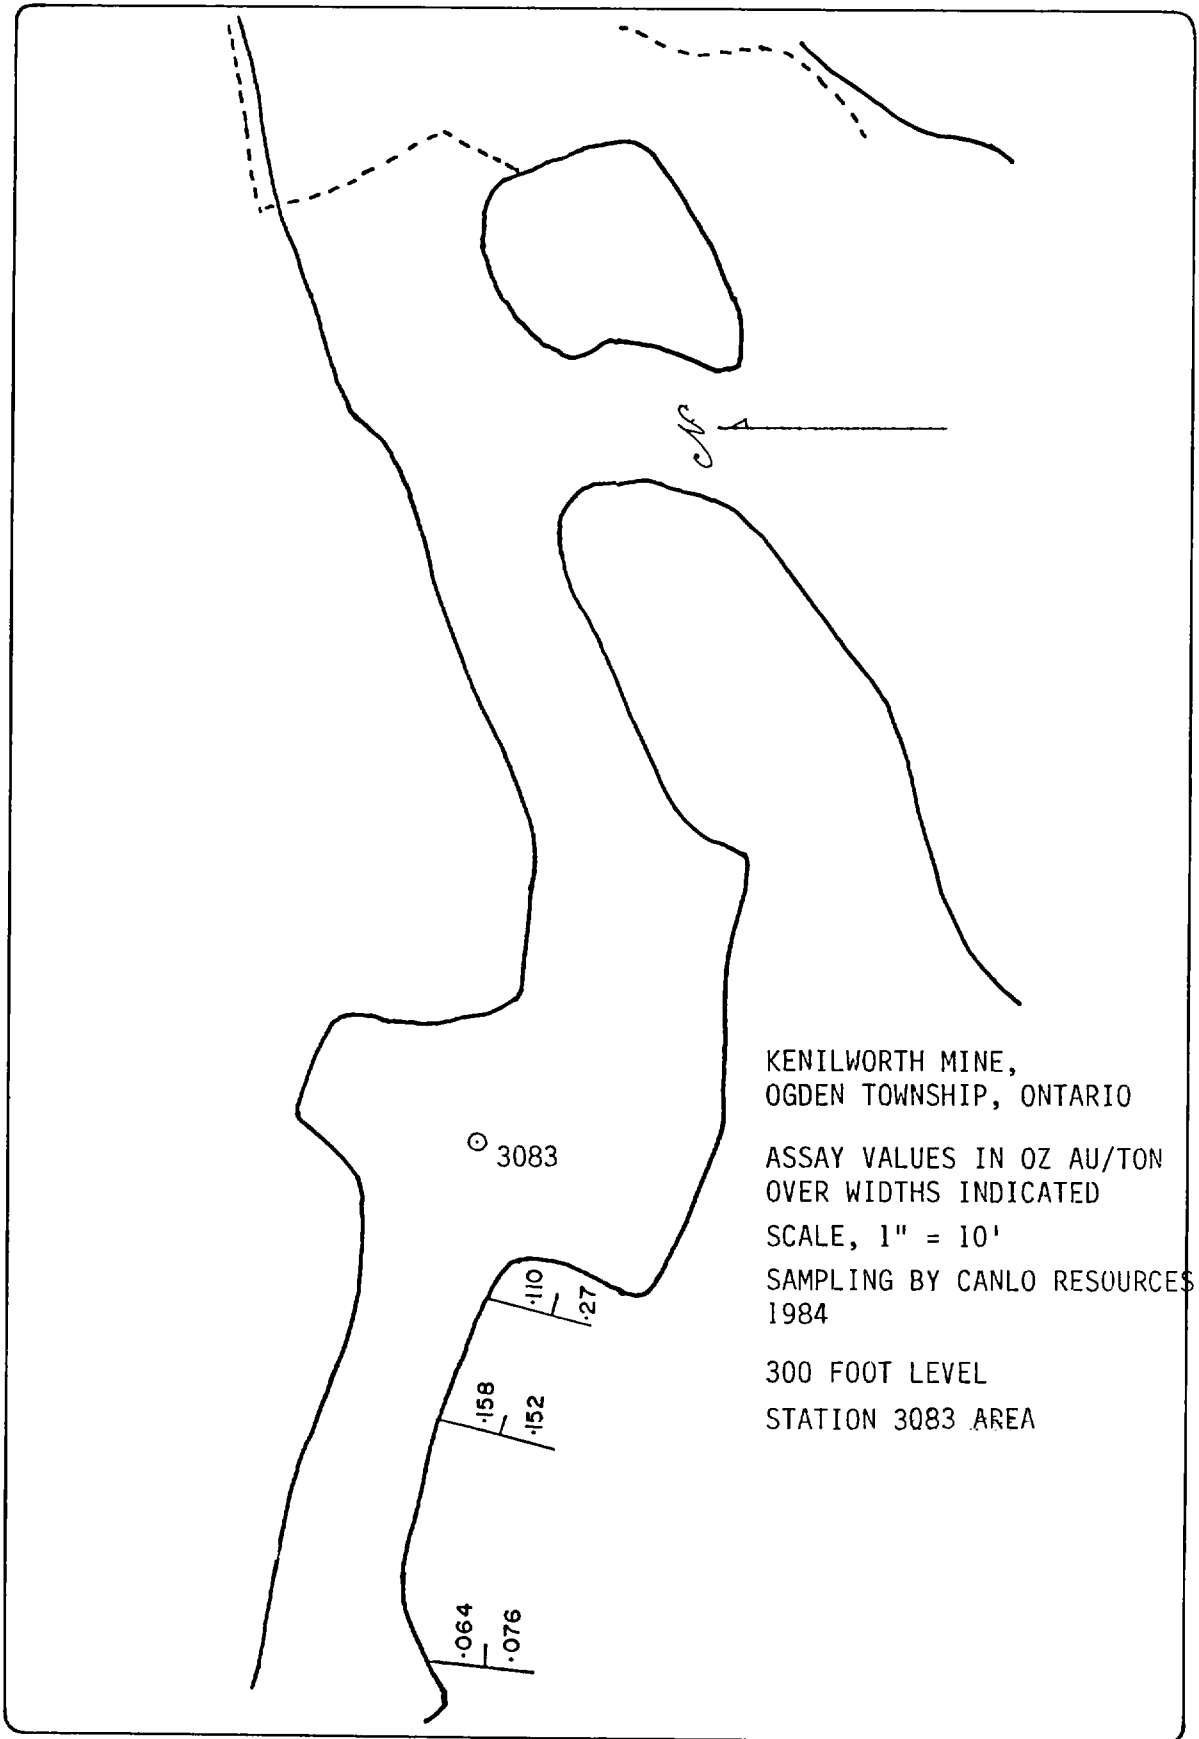 N
3083
.110
.27
.158
.152
.064
.076
KENILWORTH MINE,
OGDEN TOWNSHIP, ONTARIO
ASSAY VALUES IN OZ AU/TON
OVER WIDTHS INDICATED
SCALE, 1" = 10'
SAMPLING BY CANLO RESOURCES
1984
300 FOOT LEVEL
STATION 3083 AREA